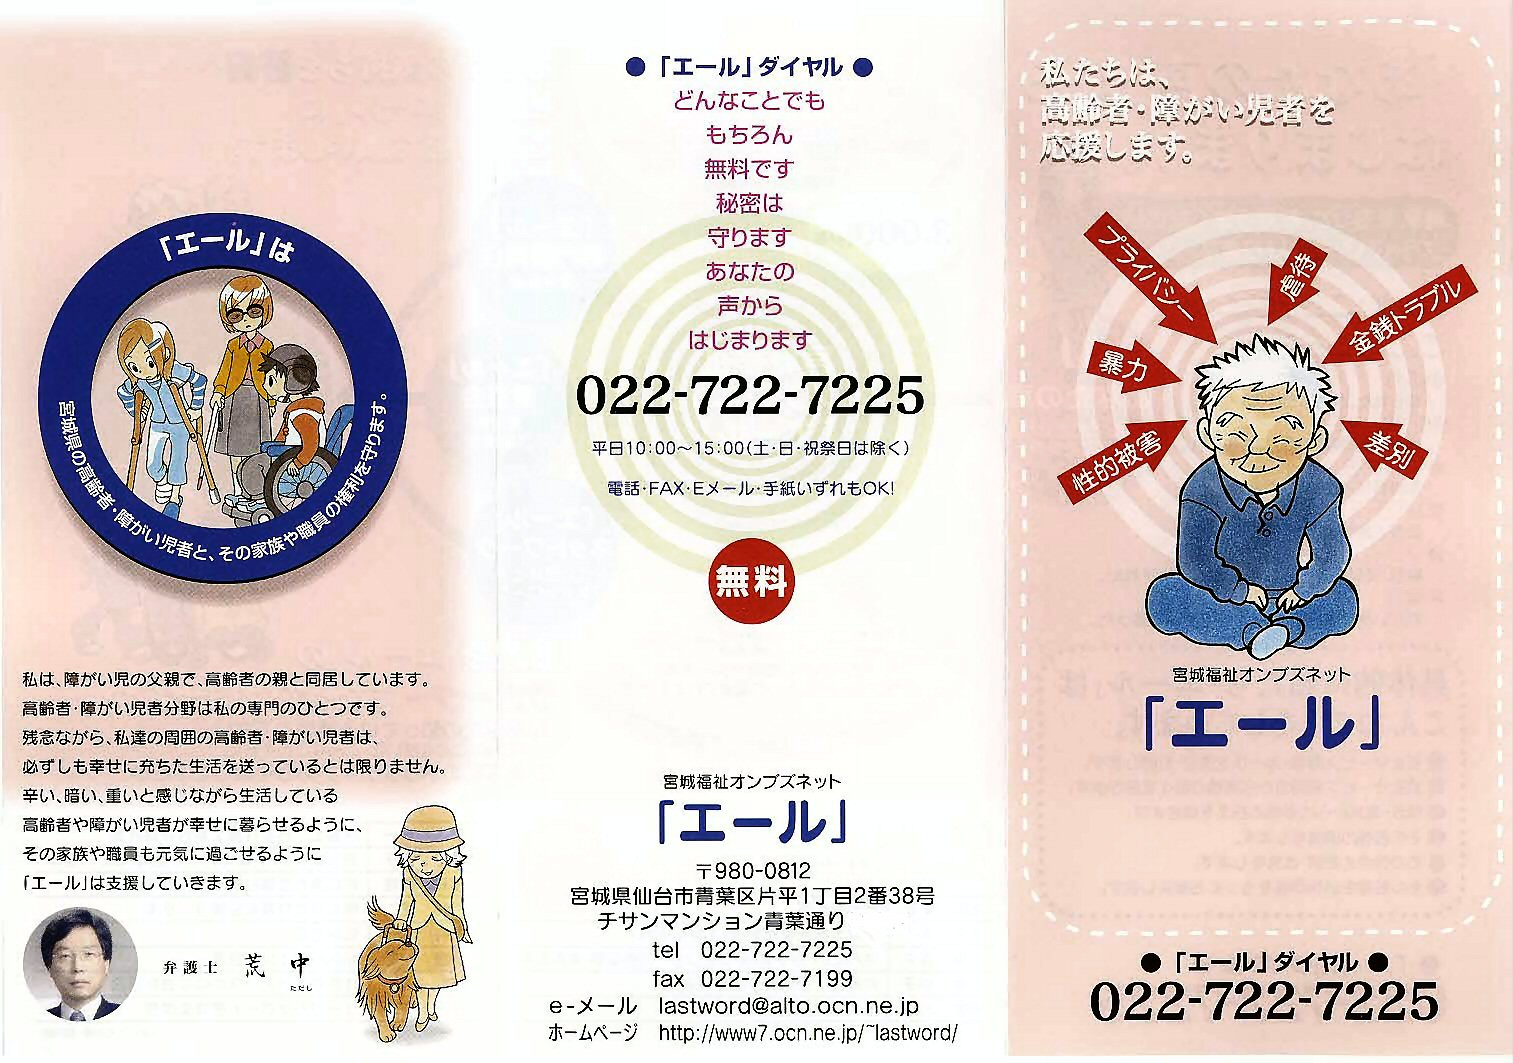 「エール」は
宮城県の高齢者・障がい児者と、その家族や職員の権利を守ります。
私は、障がい児の父親で、高齢者の親と同居しています。
高齢者・障がい児者分野は私の専門のひとつです。
残念ながら、私達の周囲の高齢者・障がい児者は、
必ずしも幸せに充ちた生活を送っているとは限りません。
辛い、暗い、重いと感じながら生活している
高齢者や障がい児者が幸せに暮らせるように、
その家族や職員も元気に過ごせるように
「エール」は支援していきます。
弁護士 荒 中
ただし
●「エール」ダイヤル●
どんなことでも
もちろん
無料です
秘密は
守ります
あなたの
声から
はじまります
022-722-7225
平日10:00～15:00(土・日・祝祭日は除く)
電話・FAX・Eメール・手紙いずれもOK!
無料
宮城福祉オンブズネット
「エール」
〒980-0812
宮城県仙台市青葉区片平1丁目2番38号
チサンマンション青葉通り
tel 022-722-7225
fax 022-722-7199
e-メール lastword@alto.ocn.ne.jp
ホームページ http://www7.ocn.ne.jp/~lastword/
私たちは、
高齢者・障がい児者を
応援します。
プライバシー
虐待
金銭トラブル
暴力
性的被害
差別
宮城福祉オンブズネット
「エール」
●「エール」ダイヤル●
022-722-7225